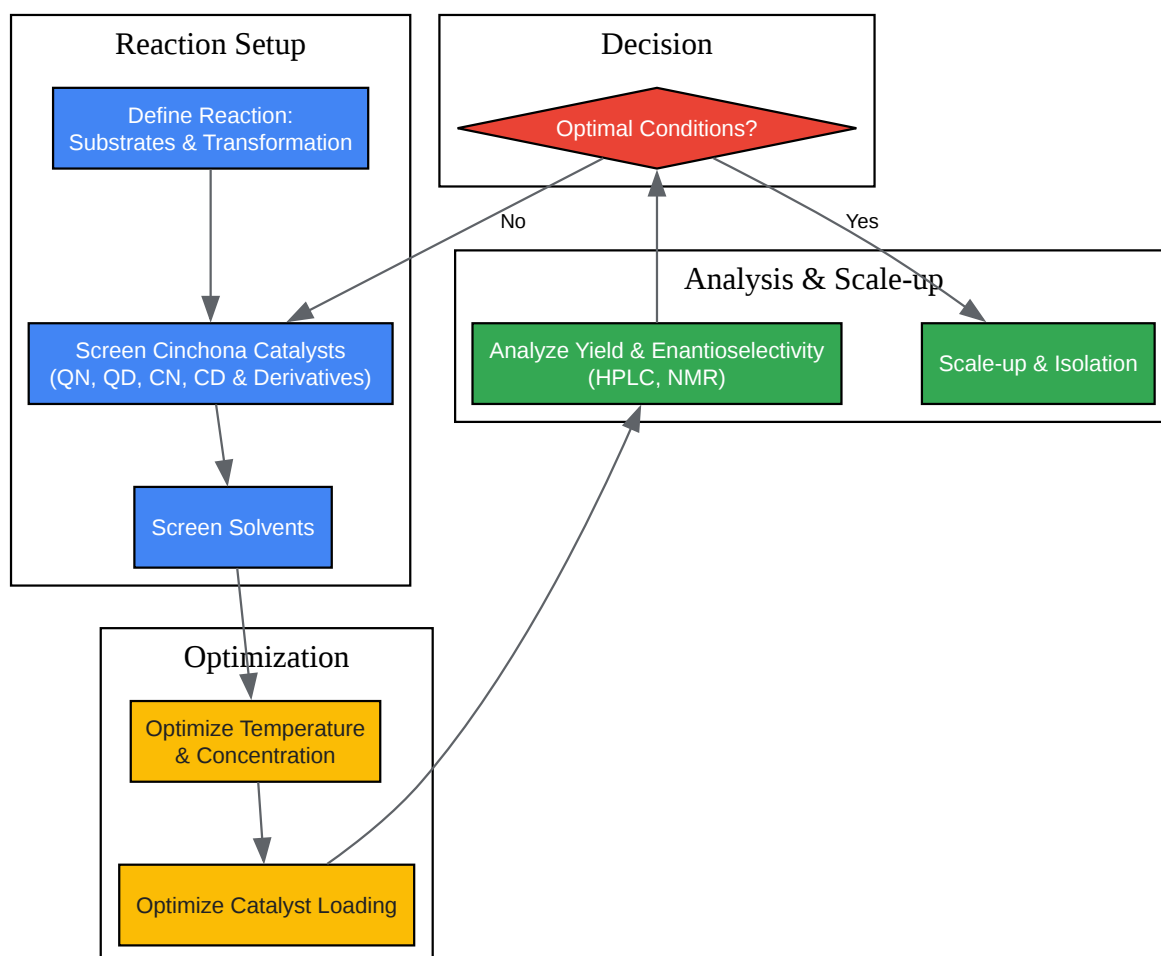 Reaction Setup
Define Reaction:
Substrates & Transformation
Screen Cinchona Catalysts
(QN, QD, CN, CD & Derivatives)
Screen Solvents
Optimization
Optimize Temperature
& Concentration
Optimize Catalyst Loading
Decision
Optimal Conditions?
No
Yes
Analysis & Scale-up
Analyze Yield & Enantioselectivity
(HPLC, NMR)
Scale-up & Isolation